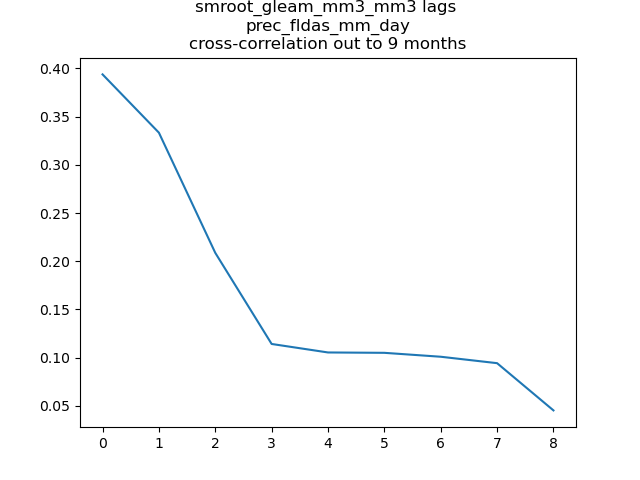 smroot_gleam_mm3_mm3 lags
prec_fldas_mm_day
cross-correlation out to 9 months
0.40
0.35
0.30
0.25
0.20
0.15
0.10
0.05
0 1 2 3 4 5 6 7 8